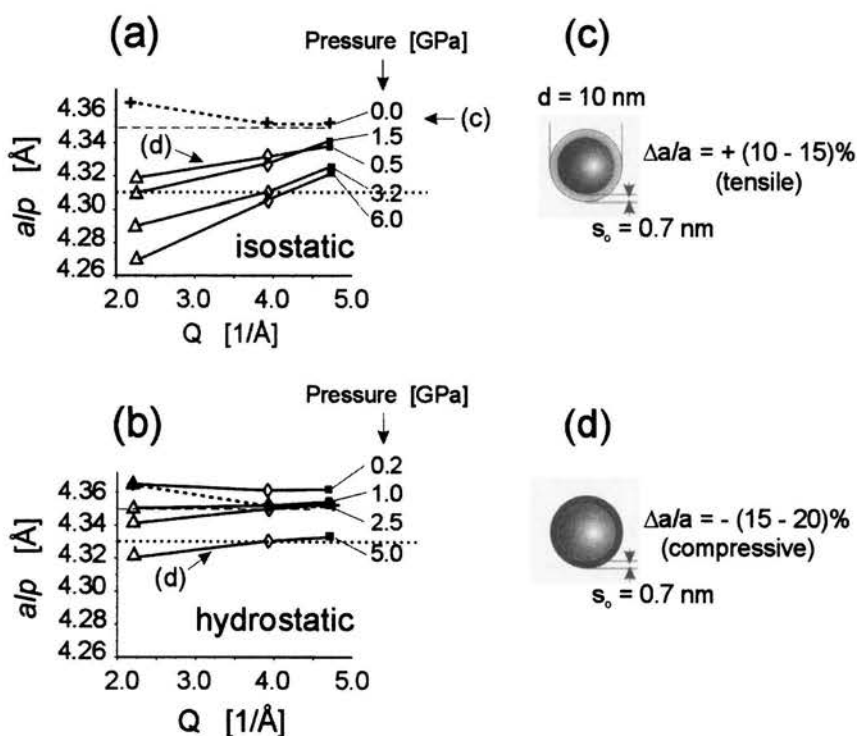 (a)
Pressure [GPa]
0.0
1.5
0.5
3.2
6.0
(c)
(d)
isostatic
4.36
4.34
4.32
4.30
4.28
4.26
alp [Å]
2.0 3.0 4.0 5.0
Q [1/Å]
(c)
d = 10 nm
Δa/a = + (10 - 15)%
(tensile)
s₀ = 0.7 nm
(b)
Pressure [GPa]
0.2
1.0
2.5
5.0
(d)
hydrostatic
4.36
4.34
4.32
4.30
4.28
4.26
alp [Å]
2.0 3.0 4.0 5.0
Q [1/Å]
(d)
Δa/a = - (15 - 20)%
(compressive)
s₀ = 0.7 nm